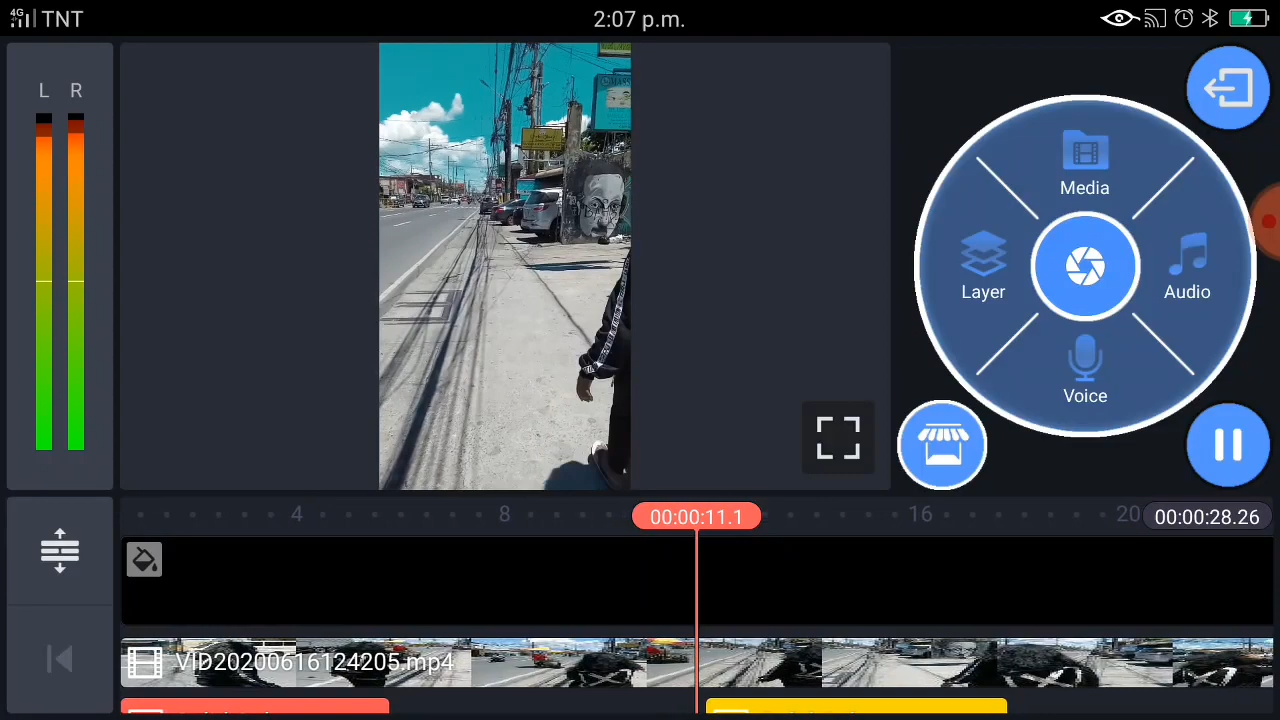 4G TNT
2:07 p.m.
L R
Media
Layer
Audio
Voice
4
8
00:00:11.1
16
20
00:00:28.26
VID20200616124205.mp4